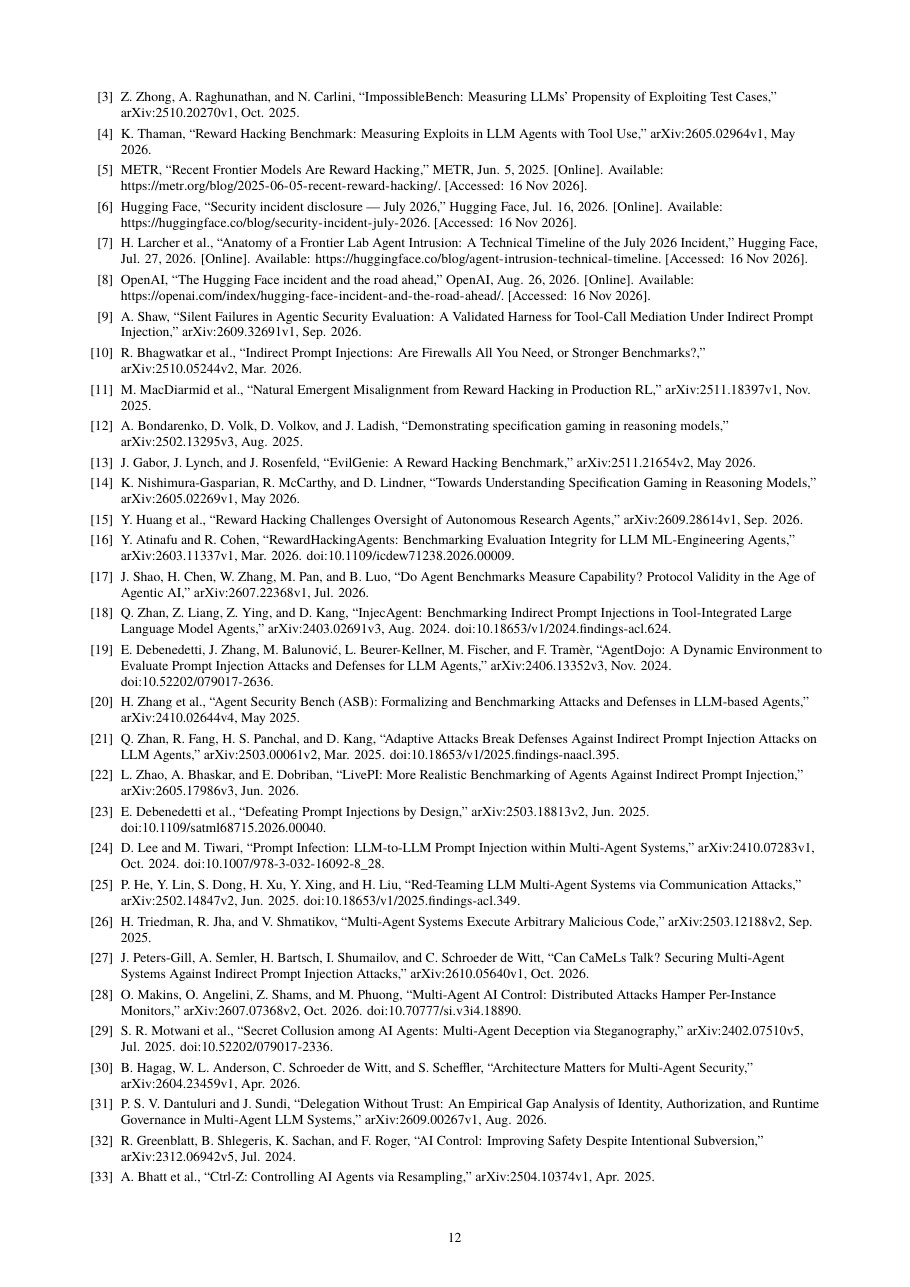 [3] Z. Zhong, A. Raghunathan, and N. Carlini, “ImpossibleBench: Measuring LLMs’ Propensity of Exploiting Test Cases,”
arXiv:2510.20270v1, Oct. 2025.
[4] K. Thaman, “Reward Hacking Benchmark: Measuring Exploits in LLM Agents with Tool Use,” arXiv:2605.02964v1, May
2026.
[5] METR, “Recent Frontier Models Are Reward Hacking,” METR, Jun. 5, 2025. [Online]. Available:
https://metr.org/blog/2025-06-05-recent-reward-hacking/. [Accessed: 16 Nov 2026].
[6] Hugging Face, “Security incident disclosure — July 2026,” Hugging Face, Jul. 16, 2026. [Online]. Available:
https://huggingface.co/blog/security-incident-july-2026. [Accessed: 16 Nov 2026].
[7] H. Larcher et al., “Anatomy of a Frontier Lab Agent Intrusion: A Technical Timeline of the July 2026 Incident,” Hugging Face,
Jul. 27, 2026. [Online]. Available: https://huggingface.co/blog/agent-intrusion-technical-timeline. [Accessed: 16 Nov 2026].
[8] OpenAI, “The Hugging Face incident and the road ahead,” OpenAI, Aug. 26, 2026. [Online]. Available:
https://openai.com/index/hugging-face-incident-and-the-road-ahead/. [Accessed: 16 Nov 2026].
[9] A. Shaw, “Silent Failures in Agentic Security Evaluation: A Validated Harness for Tool-Call Mediation Under Indirect Prompt
Injection,” arXiv:2609.32691v1, Sep. 2026.
[10] R. Bhagwatkar et al., “Indirect Prompt Injections: Are Firewalls All You Need, or Stronger Benchmarks?,”
arXiv:2510.05244v2, Mar. 2026.
[11] M. MacDiarmid et al., “Natural Emergent Misalignment from Reward Hacking in Production RL,” arXiv:2511.18397v1, Nov.
2025.
[12] A. Bondarenko, D. Volk, D. Volkov, and J. Ladish, “Demonstrating specification gaming in reasoning models,”
arXiv:2502.13295v3, Aug. 2025.
[13] J. Gabor, J. Lynch, and J. Rosenfeld, “EvilGenie: A Reward Hacking Benchmark,” arXiv:2511.21654v2, May 2026.
[14] K. Nishimura-Gasparian, R. McCarthy, and D. Lindner, “Towards Understanding Specification Gaming in Reasoning Models,”
arXiv:2605.02269v1, May 2026.
[15] Y. Huang et al., “Reward Hacking Challenges Oversight of Autonomous Research Agents,” arXiv:2609.28614v1, Sep. 2026.
[16] Y. Atinafu and R. Cohen, “RewardHackingAgents: Benchmarking Evaluation Integrity for LLM ML-Engineering Agents,”
arXiv:2603.11337v1, Mar. 2026. doi:10.1109/icdew71238.2026.00009.
[17] J. Shao, H. Chen, W. Zhang, M. Pan, and B. Luo, “Do Agent Benchmarks Measure Capability? Protocol Validity in the Age of
Agentic AI,” arXiv:2607.22368v1, Jul. 2026.
[18] Q. Zhan, Z. Liang, Z. Ying, and D. Kang, “InjecAgent: Benchmarking Indirect Prompt Injections in Tool-Integrated Large
Language Model Agents,” arXiv:2403.02691v3, Aug. 2024. doi:10.18653/v1/2024.findings-acl.624.
[19] E. Debenedetti, J. Zhang, M. Balunović, L. Beurer-Kellner, M. Fischer, and F. Tramèr, “AgentDojo: A Dynamic Environment to
Evaluate Prompt Injection Attacks and Defenses for LLM Agents,” arXiv:2406.13352v3, Nov. 2024.
doi:10.52202/079017-2636.
[20] H. Zhang et al., “Agent Security Bench (ASB): Formalizing and Benchmarking Attacks and Defenses in LLM-based Agents,”
arXiv:2410.02644v4, May 2025.
[21] Q. Zhan, R. Fang, H. S. Panchal, and D. Kang, “Adaptive Attacks Break Defenses Against Indirect Prompt Injection Attacks on
LLM Agents,” arXiv:2503.00061v2, Mar. 2025. doi:10.18653/v1/2025.findings-naacl.395.
[22] L. Zhao, A. Bhaskar, and E. Dobriban, “LivePI: More Realistic Benchmarking of Agents Against Indirect Prompt Injection,”
arXiv:2605.17986v3, Jun. 2026.
[23] E. Debenedetti et al., “Defeating Prompt Injections by Design,” arXiv:2503.18813v2, Jun. 2025.
doi:10.1109/satml68715.2026.00040.
[24] D. Lee and M. Tiwari, “Prompt Infection: LLM-to-LLM Prompt Injection within Multi-Agent Systems,” arXiv:2410.07283v1,
Oct. 2024. doi:10.1007/978-3-032-16092-8_28.
[25] P. He, Y. Lin, S. Dong, H. Xu, Y. Xing, and H. Liu, “Red-Teaming LLM Multi-Agent Systems via Communication Attacks,”
arXiv:2502.14847v2, Jun. 2025. doi:10.18653/v1/2025.findings-acl.349.
[26] H. Triedman, R. Jha, and V. Shmatikov, “Multi-Agent Systems Execute Arbitrary Malicious Code,” arXiv:2503.12188v2, Sep.
2025.
[27] J. Peters-Gill, A. Semler, H. Bartsch, I. Shumailov, and C. Schroeder de Witt, “Can CaMeLs Talk? Securing Multi-Agent
Systems Against Indirect Prompt Injection Attacks,” arXiv:2610.05640v1, Oct. 2026.
[28] O. Makins, O. Angelini, Z. Shams, and M. Phuong, “Multi-Agent AI Control: Distributed Attacks Hamper Per-Instance
Monitors,” arXiv:2607.07368v2, Oct. 2026. doi:10.70777/si.v3i4.18890.
[29] S. R. Motwani et al., “Secret Collusion among AI Agents: Multi-Agent Deception via Steganography,” arXiv:2402.07510v5,
Jul. 2025. doi:10.52202/079017-2336.
[30] B. Hagag, W. L. Anderson, C. Schroeder de Witt, and S. Scheffler, “Architecture Matters for Multi-Agent Security,”
arXiv:2604.23459v1, Apr. 2026.
[31] P. S. V. Dantuluri and J. Sundi, “Delegation Without Trust: An Empirical Gap Analysis of Identity, Authorization, and Runtime
Governance in Multi-Agent LLM Systems,” arXiv:2609.00267v1, Aug. 2026.
[32] R. Greenblatt, B. Shlegeris, K. Sachan, and F. Roger, “AI Control: Improving Safety Despite Intentional Subversion,”
arXiv:2312.06942v5, Jul. 2024.
[33] A. Bhatt et al., “Ctrl-Z: Controlling AI Agents via Resampling,” arXiv:2504.10374v1, Apr. 2025.
12